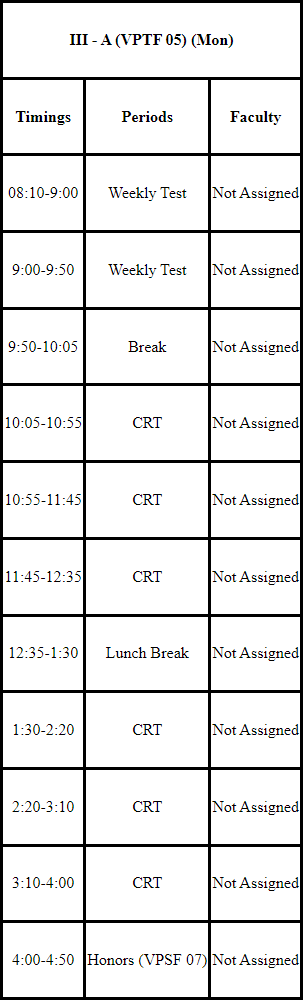 III - A (VPTF 05) (Mon)
Timings Periods Faculty
08:10-9:00 Weekly Test Not Assigned
9:00-9:50 Weekly Test Not Assigned
9:50-10:05 Break Not Assigned
10:05-10:55 CRT Not Assigned
10:55-11:45 CRT Not Assigned
11:45-12:35 CRT Not Assigned
12:35-1:30 Lunch Break Not Assigned
1:30-2:20 CRT Not Assigned
2:20-3:10 CRT Not Assigned
3:10-4:00 CRT Not Assigned
4:00-4:50 Honors (VPSF 07) Not Assigned